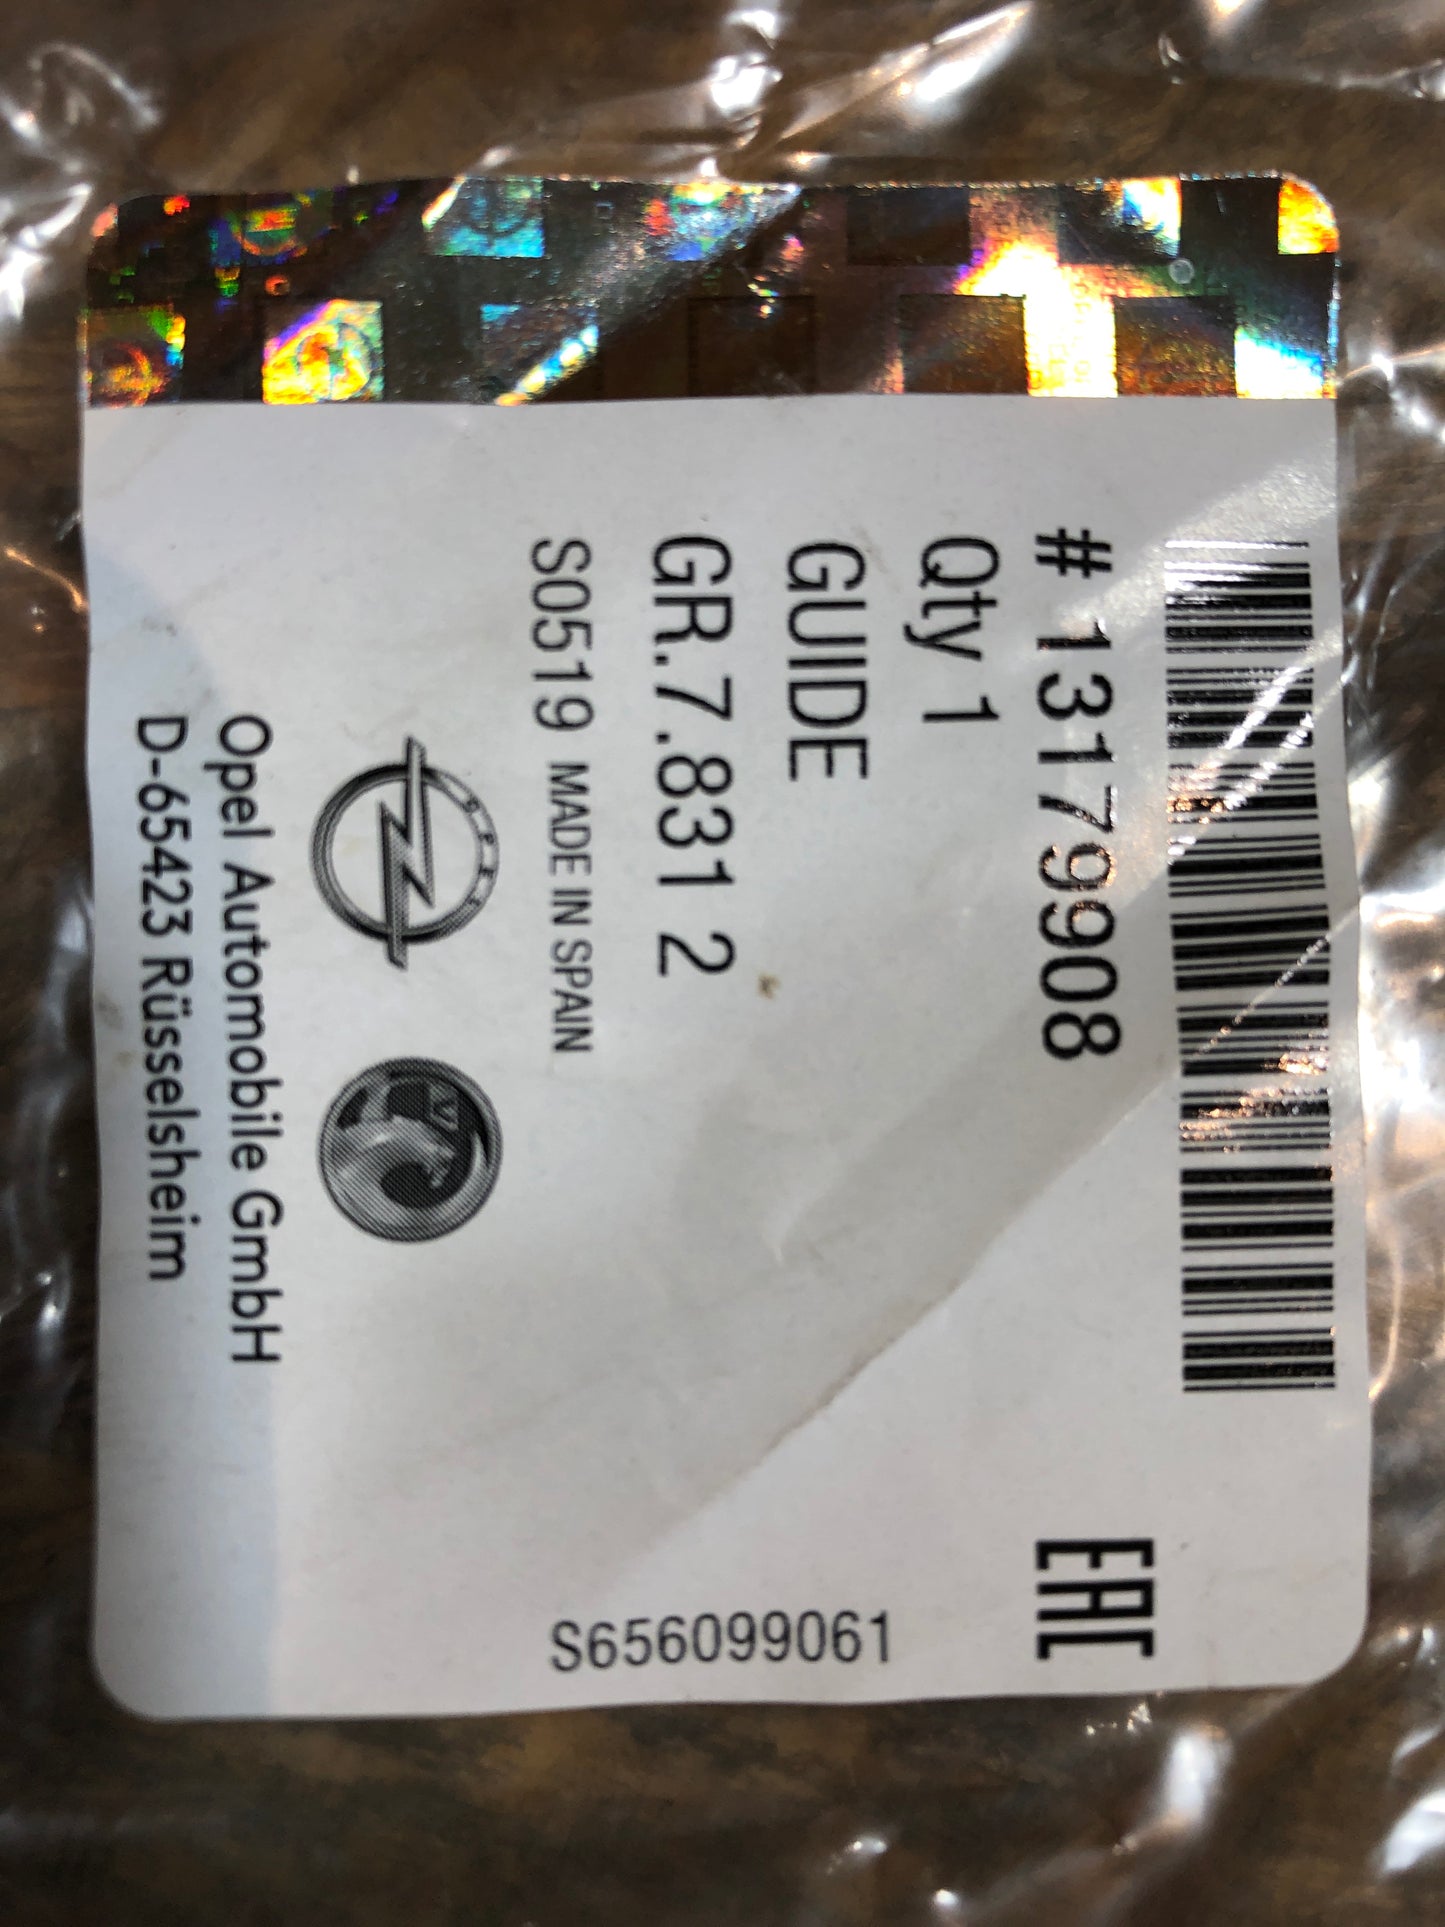 # 13179908
Qty 1
GUIDE
GR.7.831 2
S0519 MADE IN SPAIN
OPEL
Opel Automobile GmbH
D-65423 Rüsselsheim
EAC
S656099061